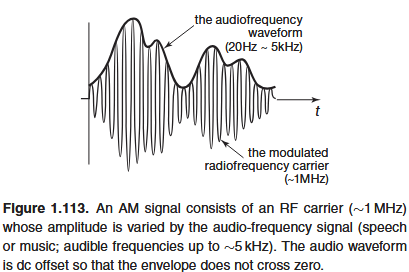 the audiofrequency
waveform
(20Hz ~ 5kHz)
t
the modulated
radiofrequency carrier
(~1MHz)
Figure 1.113. An AM signal consists of an RF carrier (∼1 MHz)
whose amplitude is varied by the audio-frequency signal (speech
or music; audible frequencies up to ∼5 kHz). The audio waveform
is dc offset so that the envelope does not cross zero.